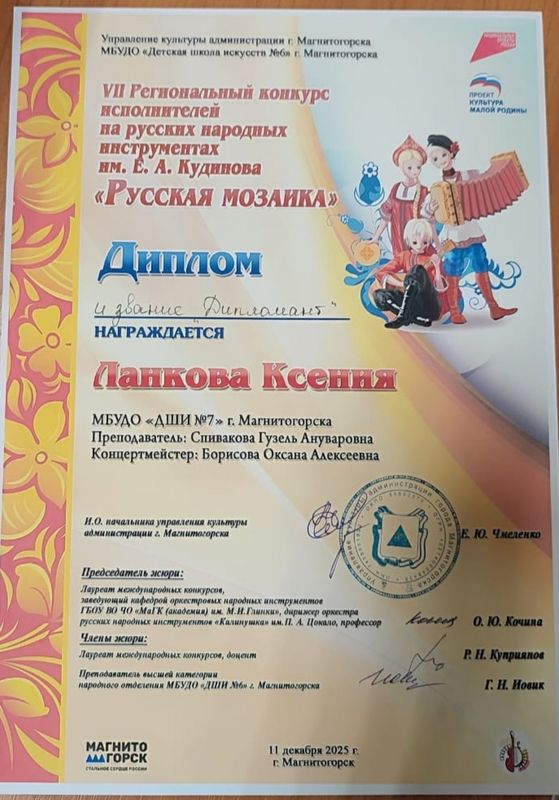 Управление культуры администрации г. Магнитогорска
МБУДО «Детская школа искусств №6» г. Магнитогорска
ПРОЕКТ
КУЛЬТУРА
МАЛОЙ РОДИНЫ
VII Региональный конкурс
исполнителей
на русских народных
инструментах
им. Е. А. Кудинова
«Русская мозаика»
Диплом
и звание "Дипломант"
НАГРАЖДАЕТСЯ
Ланкова Ксения
МБУДО «ДШИ №7» г. Магнитогорска
Преподаватель: Спивакова Гузель Ануваровна
Концертмейстер: Борисова Оксана Алексеевна
И.О. начальника управления культуры
администрации г. Магнитогорска
Е. Ю. Чмеленко
Председатель жюри:
Лауреат международных конкурсов,
заведующий кафедрой оркестровых народных инструментов
ГБОУ ВО ЧО «МаГК (академия) им. М.И.Глинки», дирижер оркестра
русских народных инструментов «Калинушка» им. П. А. Цокало, профессор
О. Ю. Кочина
Члены жюри:
Лауреат международных конкурсов, доцент
Р. Н. Куприянов
Преподаватель высшей категории
народного отделения МБУДО «ДШИ №6» г. Магнитогорска
Г. Н. Иовик
МАГНИТО
ГОРСК
СТАЛЬНОЕ СЕРДЦЕ РОССИИ
11 декабря 2025 г.
г. Магнитогорск